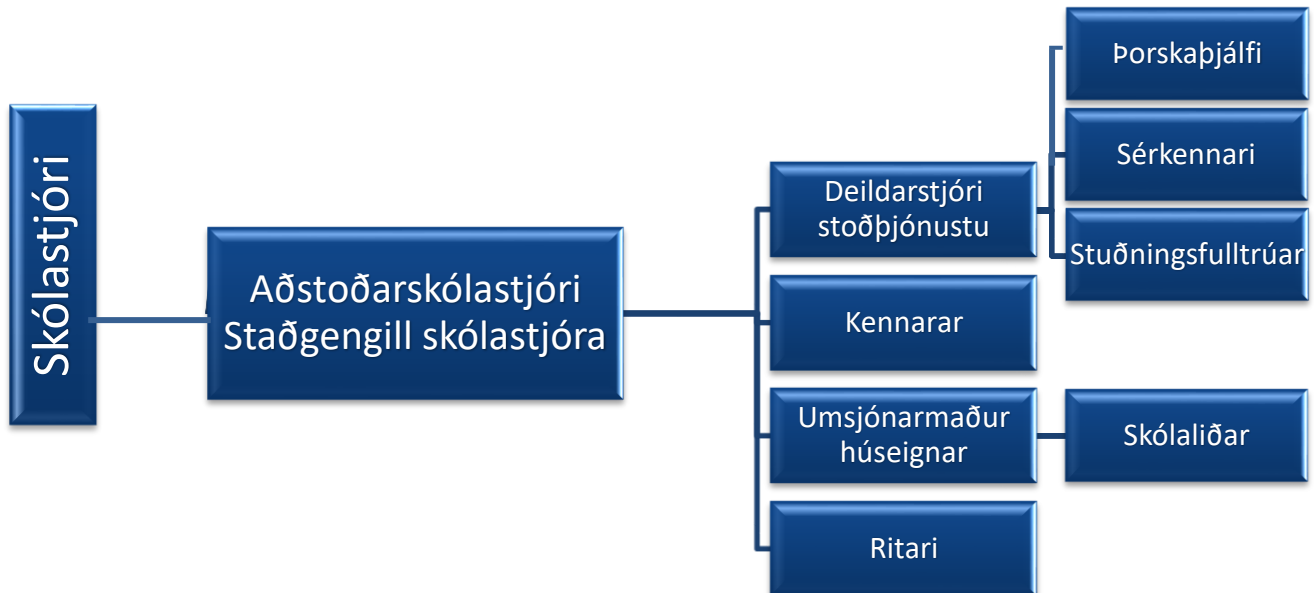 Skólastjóri
Aðstoðarskólastjóri
Staðgengill skólastjóra
Deildarstjóri
stoðþjónustu
Þorskaþjálfi
Sérkennari
Stuðningsfulltrúar
Kennarar
Umsjónarmaður
húseignar
Skólaliðar
Ritari